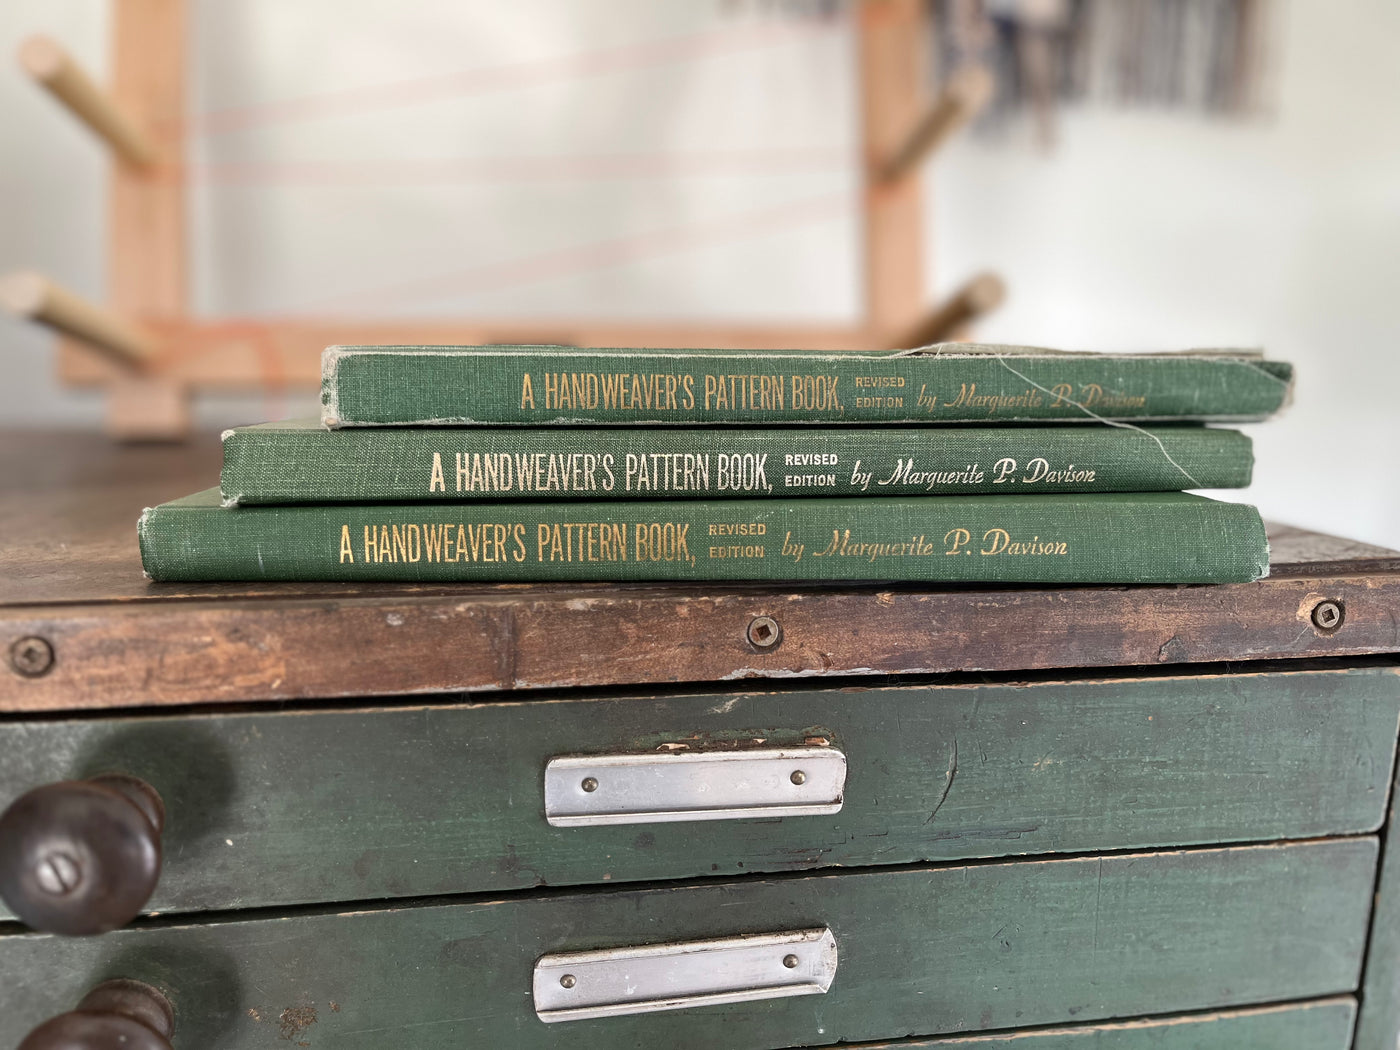 A HANDWEAVER'S PATTERN BOOK, REVISED EDITION by Marguerite P. Davison
A HANDWEAVER'S PATTERN BOOK, REVISED EDITION by Marguerite P. Davison
A HANDWEAVER'S PATTERN BOOK, REVISED EDITION by Marguerite P. Davison